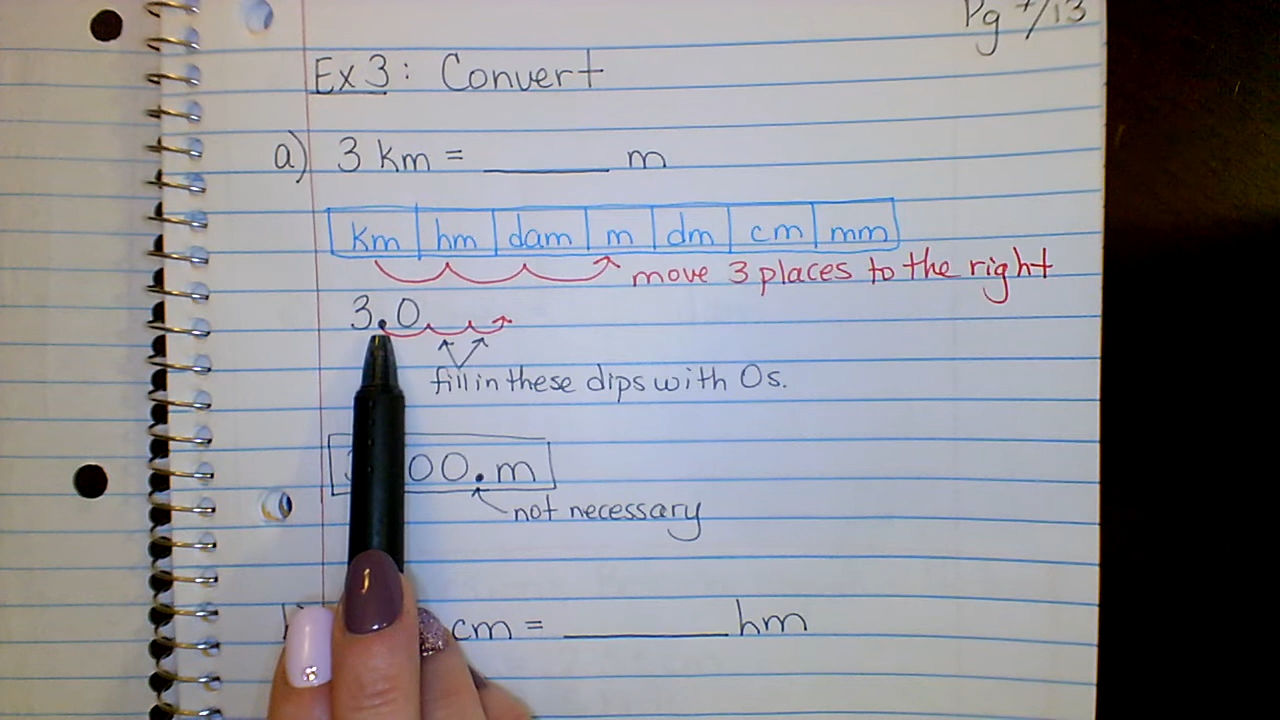 Pg 4/13
Ex 3: Convert
a) 3 km = ______ m
km hm dam m dm cm mm
move 3 places to the right
3.0
fill in these dips with 0s.
00.m
not necessary
cm = ______ hm